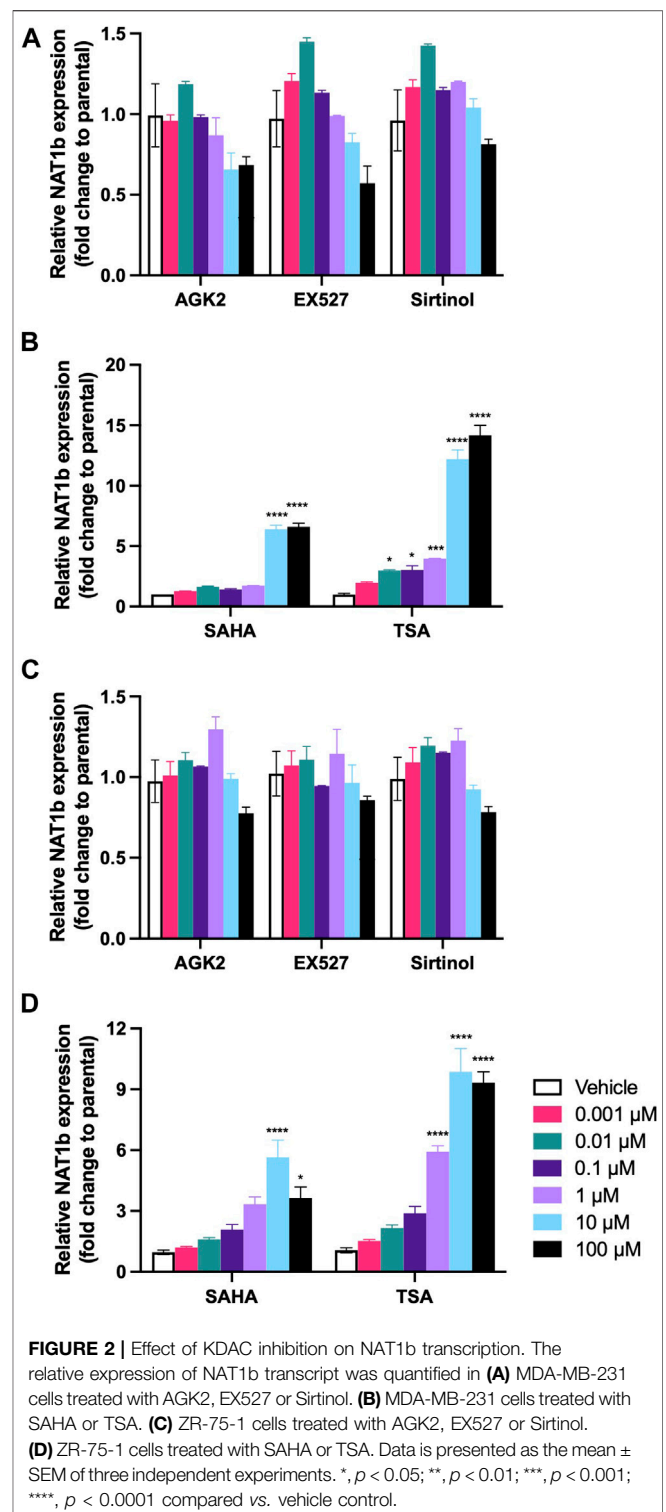 A
Relative NAT1b expression
(fold change to parental)
1.5
1.0
0.5
0.0
AGK2 EX527 Sirtinol
B
Relative NAT1b expression
(fold change to parental)
20
15
10
5
0
**** **** * * *** **** ****
SAHA TSA
C
Relative NAT1b expression
(fold change to parental)
1.5
1.0
0.5
0.0
AGK2 EX527 Sirtinol
D
Relative NAT1b expression
(fold change to parental)
12
9
6
3
0
**** * **** **** ****
SAHA TSA
Vehicle
0.001 µM
0.01 µM
0.1 µM
1 µM
10 µM
100 µM
FIGURE 2 | Effect of KDAC inhibition on NAT1b transcription. The
relative expression of NAT1b transcript was quantified in (A) MDA-MB-231
cells treated with AGK2, EX527 or Sirtinol. (B) MDA-MB-231 cells treated with
SAHA or TSA. (C) ZR-75-1 cells treated with AGK2, EX527 or Sirtinol.
(D) ZR-75-1 cells treated with SAHA or TSA. Data is presented as the mean ±
SEM of three independent experiments. *, p < 0.05; **, p < 0.01; ***, p < 0.001;
****, p < 0.0001 compared vs. vehicle control.